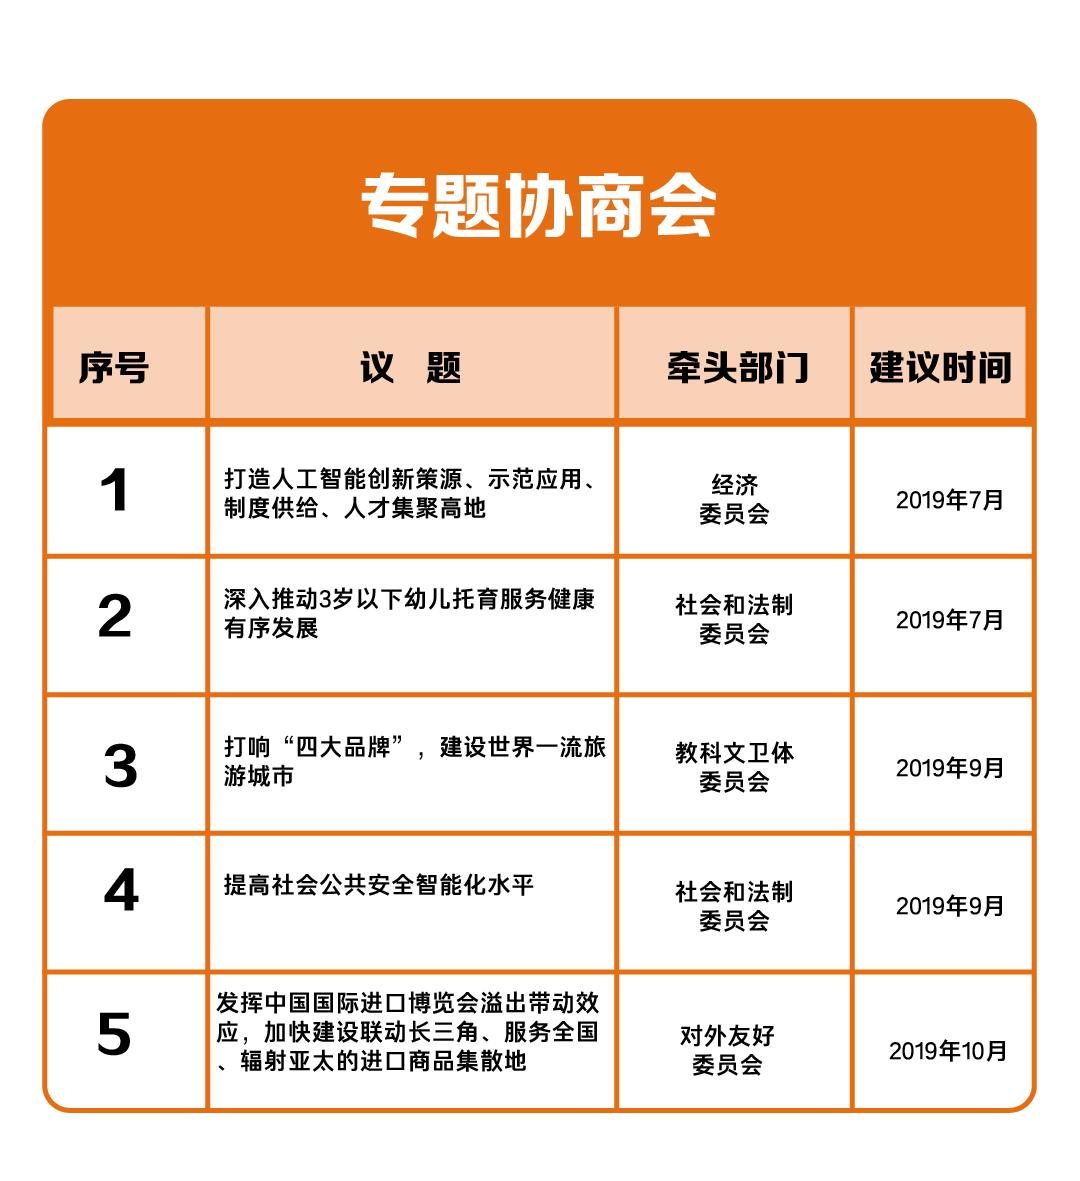 专题协商会
序号
议 题
牵头部门
建议时间
1
打造人工智能创新策源、示范应用、
制度供给、人才集聚高地
经济
委员会
2019年7月
2
深入推动3岁以下幼儿托育服务健康
有序发展
社会和法制
委员会
2019年7月
3
打响“四大品牌”，建设世界一流旅
游城市
教科文卫体
委员会
2019年9月
4
提高社会公共安全智能化水平
社会和法制
委员会
2019年9月
5
发挥中国国际进口博览会溢出带动效
应，加快建设联动长三角、服务全国
、辐射亚太的进口商品集散地
对外友好
委员会
2019年10月